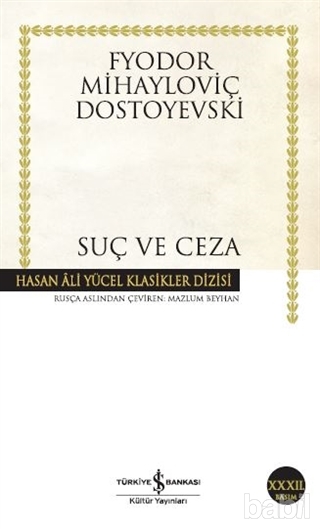 FYODOR
MİHAYLOVİÇ
DOSTOYEVSKİ
SUÇ VE CEZA
HASAN ÂLİ YÜCEL KLASİKLER DİZİSİ
RUSÇA ASLINDAN ÇEVİREN: MAZLUM BEYHAN
TÜRKİYE İŞ BANKASI
Kültür Yayınları
XXXII.
BASIM
babil